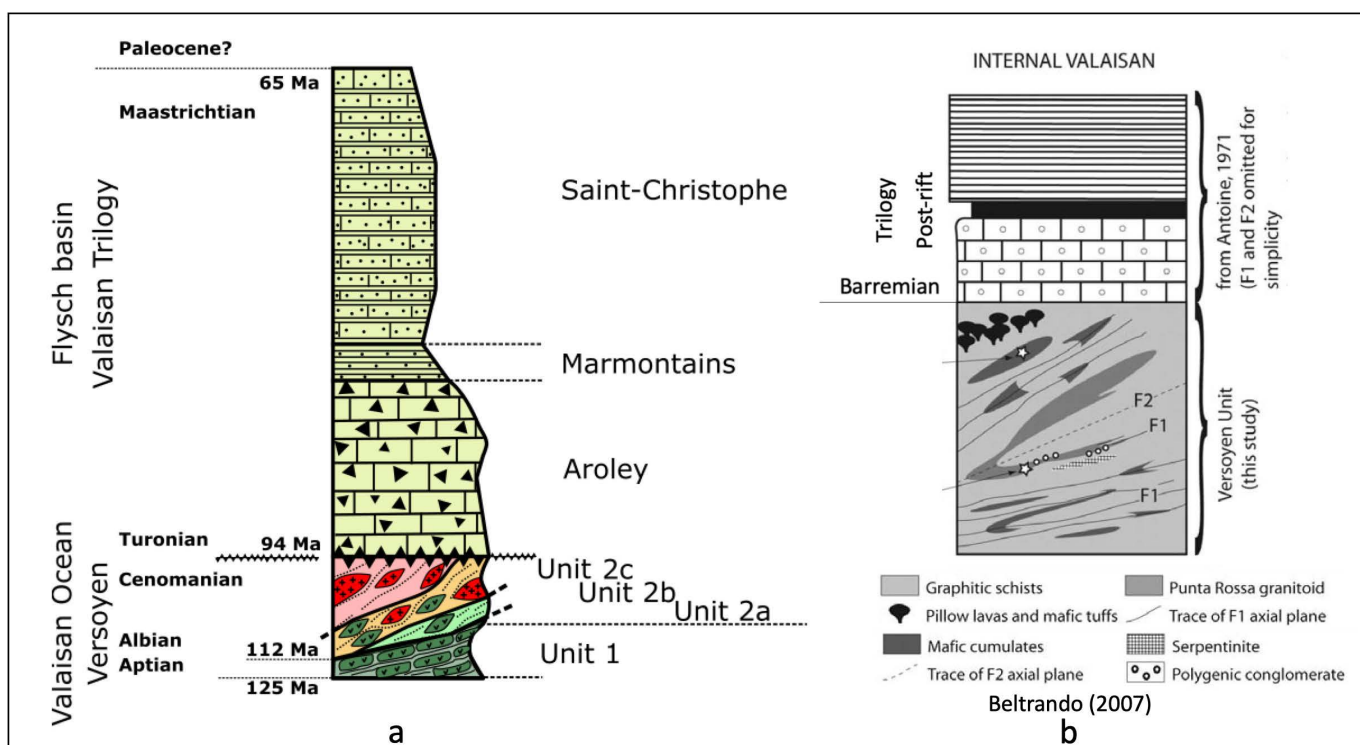 Paleocene?
65 Ma
Maastrichtian
Flysch basin
Valaisan Trilogy
Saint-Christophe
Marmontains
Aroley
Turonian
94 Ma
Cenomanian
Albian
112 Ma
Aptian
125 Ma
Valaisan Ocean
Versoyen
Unit 2c
Unit 2b
Unit 2a
Unit 1
a
INTERNAL VALAISAN
Trilogy
Post-rift
Barremian
from Antoine, 1971
(F1 and F2 omitted for
simplicity
F2
F1
F1
Versoyen Unit
(this study)
Graphitic schists
Punta Rossa granitoid
Pillow lavas and mafic tuffs
Trace of F1 axial plane
Mafic cumulates
Serpentinite
Trace of F2 axial plane
Polygenic conglomerate
Beltrando (2007)
b